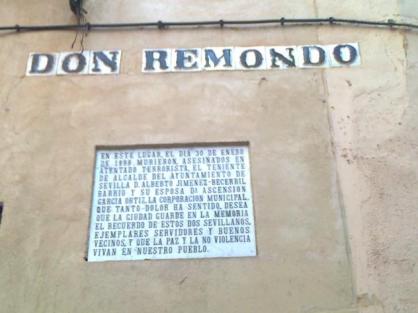 DON REMONDO
EN ESTE LUGAR, EL DIA 30 DE ENERO
DE 1998 MURIERON, ASESINADOS EN
ATENTADO TERRORISTA, EL TENIENTE
DE ALCALDE DEL AYUNTAMIENTO DE
SEVILLA D. ALBERTO JIMENEZ-BECERRIL
BARRIO Y SU ESPOSA Dª ASCENSION
GARCIA ORTIZ. LA CORPORACION MUNICIPAL,
QUE TANTO DOLOR HA SENTIDO, DESEA
QUE LA CIUDAD GUARDE EN LA MEMORIA
EL RECUERDO DE ESTOS DOS SEVILLANOS,
EJEMPLARES SERVIDORES Y BUENOS
VECINOS, Y QUE LA PAZ Y LA NO VIOLENCIA
VIVAN EN NUESTRO PUEBLO.